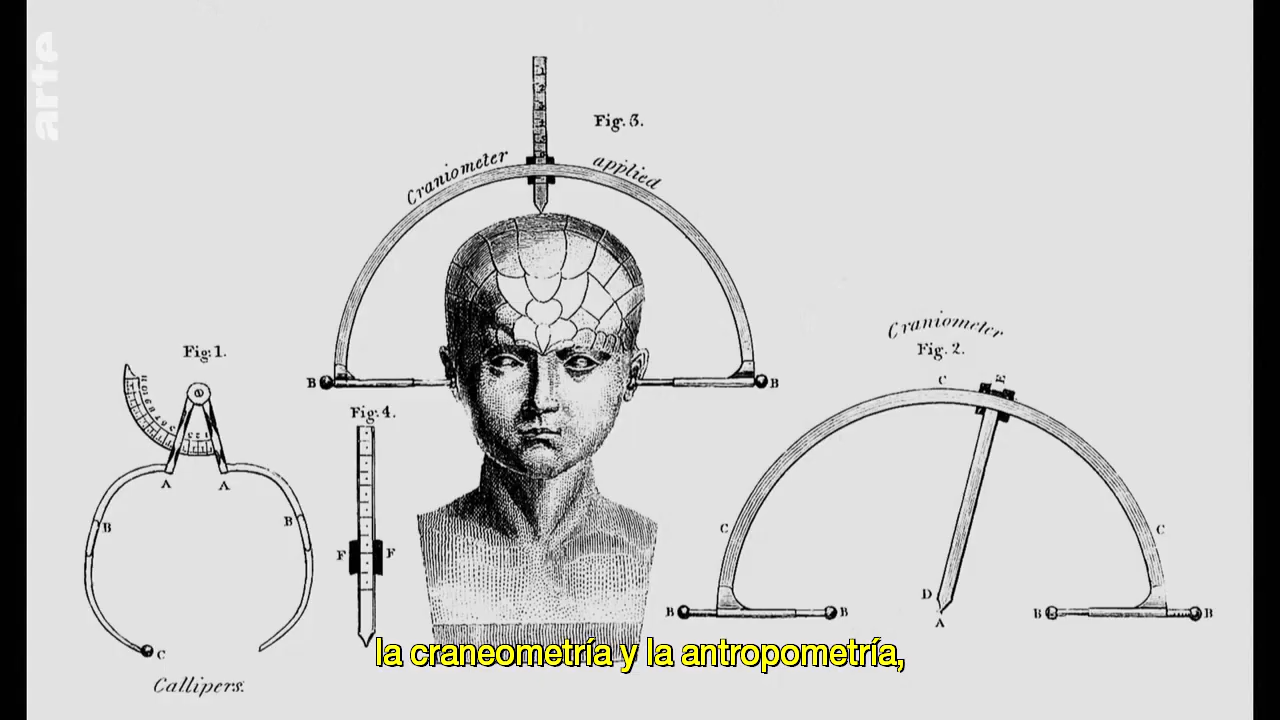 arte
Fig. 3.
Craniometer applied
Craniometer
Fig. 2.
C
E
Fig: 1.
B
B
Fig: 4.
A
A
B
B
C
C
F
F
D
B
B
A
B
B
C
la craneometría y la antropometría,
Callipers.